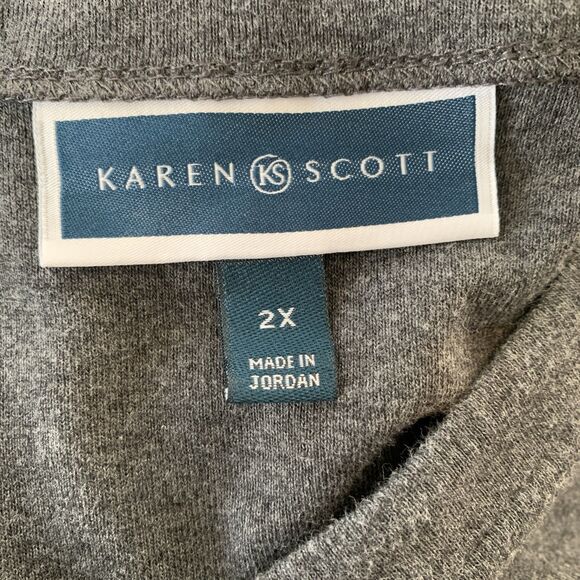 KAREN KS SCOTT
2X
MADE IN
JORDAN